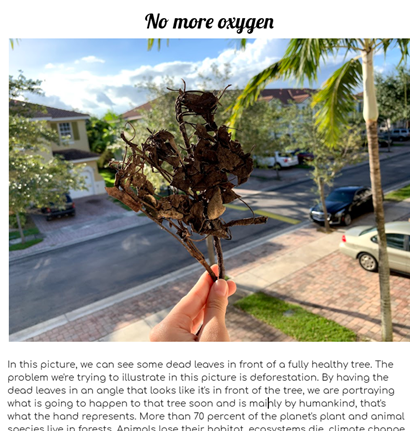 No more oxygen
In this picture, we can see some dead leaves in front of a fully healthy tree. The
problem we're trying to illustrate in this picture is deforestation. By having the
dead leaves in an angle that looks like it's in front of the tree, we are portraying
what is going to happen to that tree soon and is mainly by humankind, that's
what the hand represents. More than 70 percent of the planet's plant and animal
species live in forests. Animals lose their habitat, ecosystems die, climate change